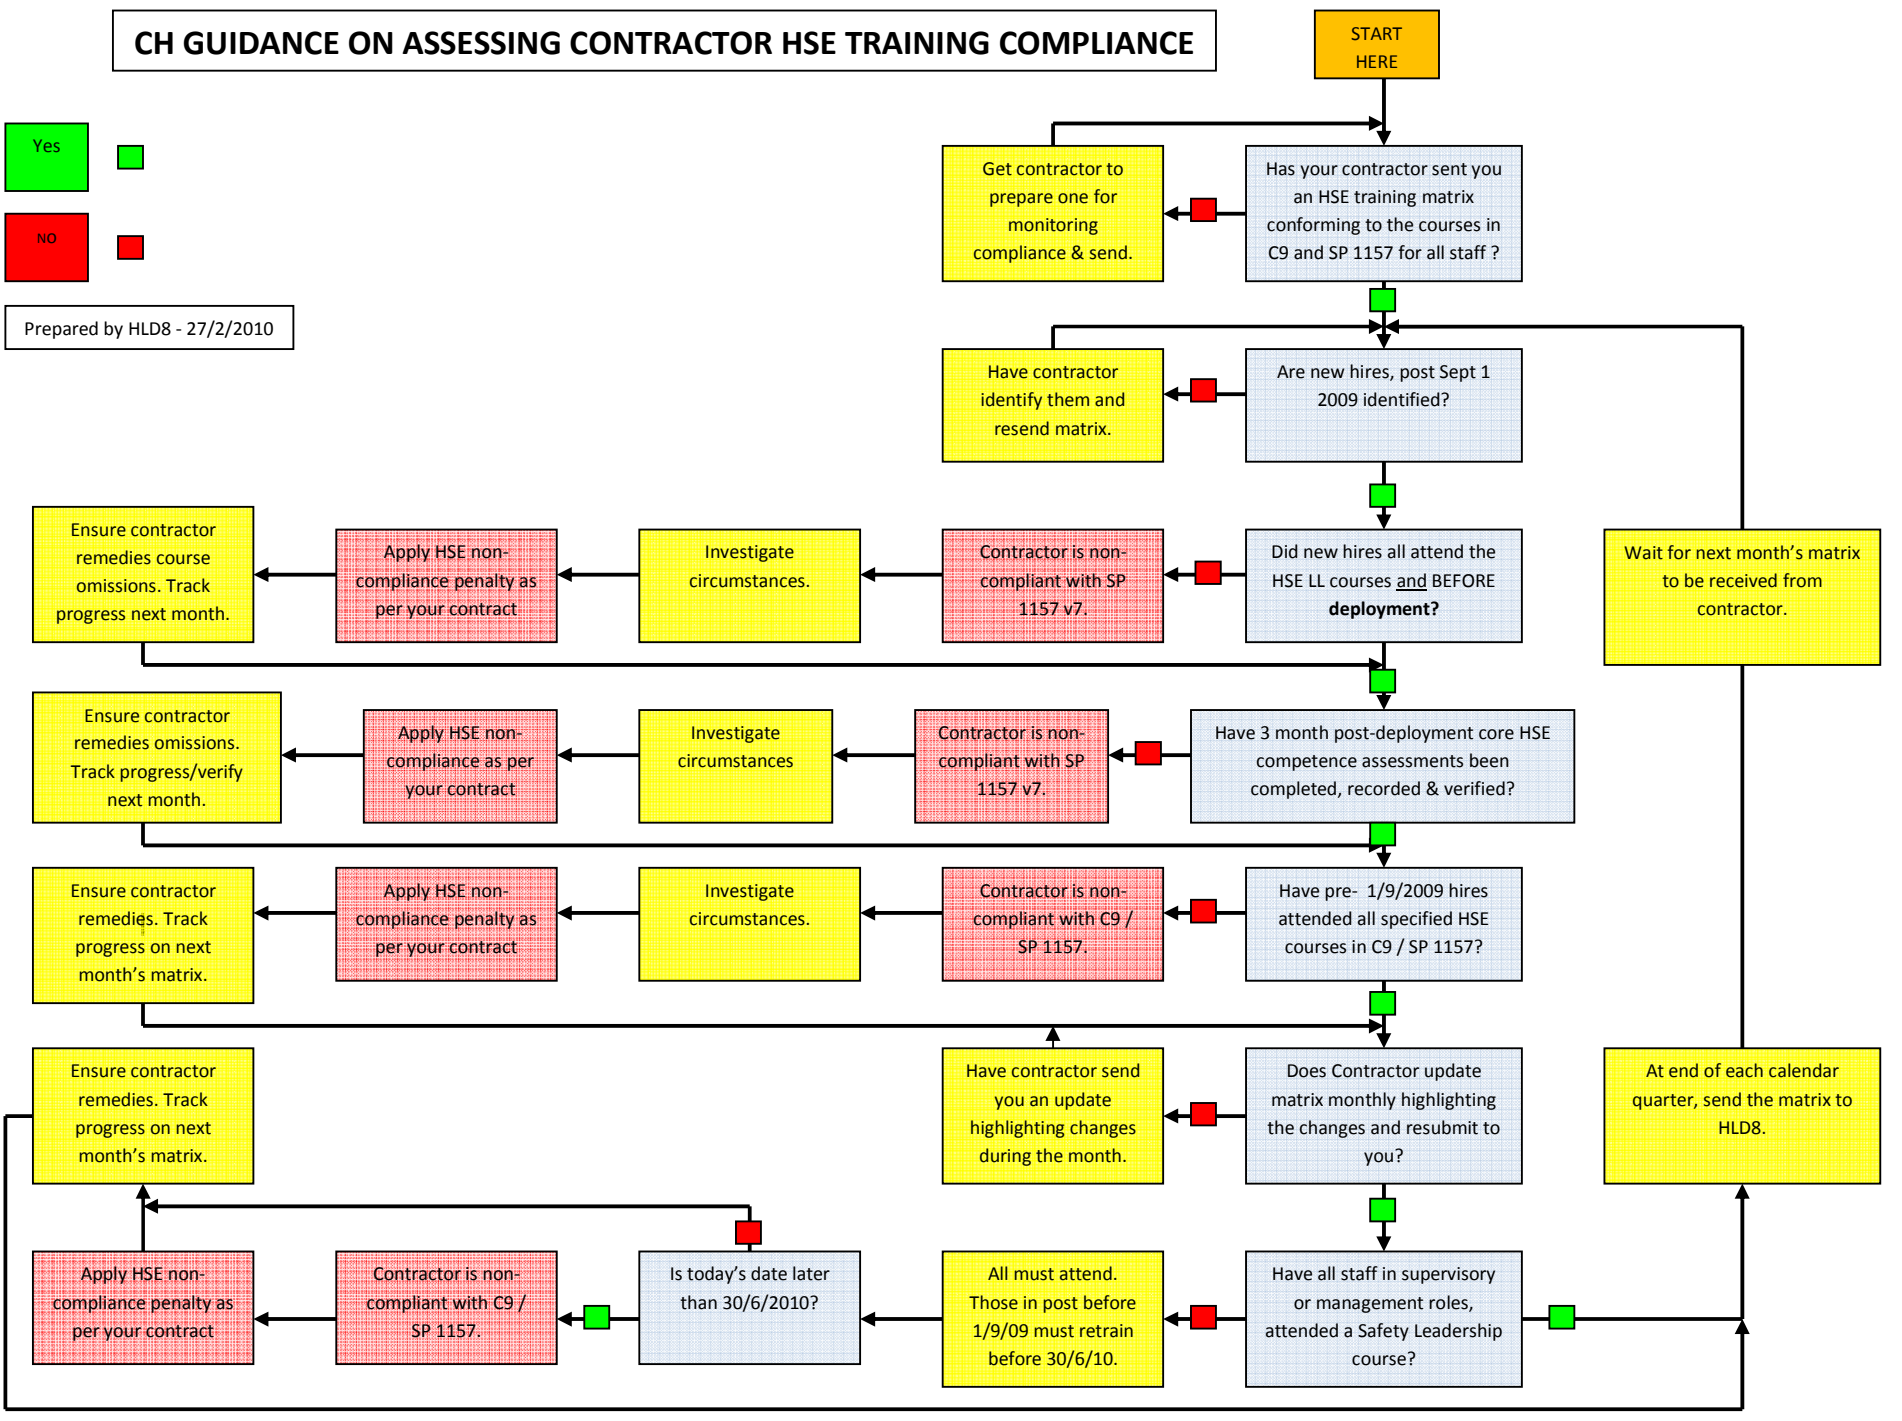 CH GUIDANCE ON ASSESSING CONTRACTOR HSE TRAINING COMPLIANCE
START
HERE
Yes
NO
Prepared by HLD8 - 27/2/2010
Get contractor to
prepare one for
monitoring
compliance & send.
Has your contractor sent you
an HSE training matrix
conforming to the courses in
C9 and SP 1157 for all staff ?
Have contractor
identify them and
resend matrix.
Are new hires, post Sept 1
2009 identified?
Ensure contractor
remedies course
omissions. Track
progress next month.
Apply HSE non-
compliance penalty as
per your contract
Investigate
circumstances.
Contractor is non-
compliant with SP
1157 v7.
Did new hires all attend the
HSE LL courses and BEFORE
deployment?
Wait for next month's matrix
to be received from
contractor.
Ensure contractor
remedies omissions.
Track progress/verify
next month.
Apply HSE non-
compliance as per
your contract
Investigate
circumstances
Contractor is non-
compliant with SP
1157 v7.
Have 3 month post-deployment core HSE
competence assessments been
completed, recorded & verified?
Ensure contractor
remedies. Track
progress on next
month's matrix.
Apply HSE non-
compliance penalty as
per your contract
Investigate
circumstances.
Contractor is non-
compliant with C9 /
SP 1157.
Have pre- 1/9/2009 hires
attended all specified HSE
courses in C9 / SP 1157?
Ensure contractor
remedies. Track
progress on next
month's matrix.
Have contractor send
you an update
highlighting changes
during the month.
Does Contractor update
matrix monthly highlighting
the changes and resubmit to
you?
At end of each calendar
quarter, send the matrix to
HLD8.
Apply HSE non-
compliance penalty as
per your contract
Contractor is non-
compliant with C9 /
SP 1157.
Is today's date later
than 30/6/2010?
All must attend.
Those in post before
1/9/09 must retrain
before 30/6/10.
Have all staff in supervisory
or management roles,
attended a Safety Leadership
course?